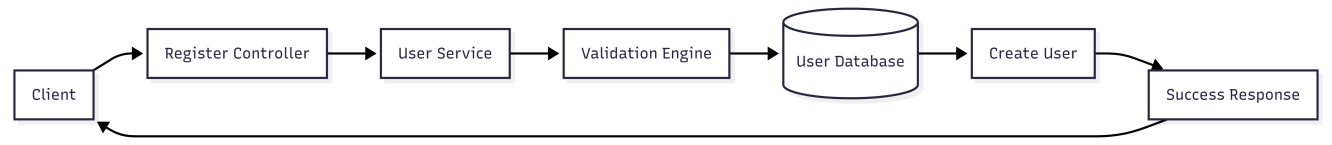 Client
Register Controller
User Service
Validation Engine
User Database
Create User
Success Response